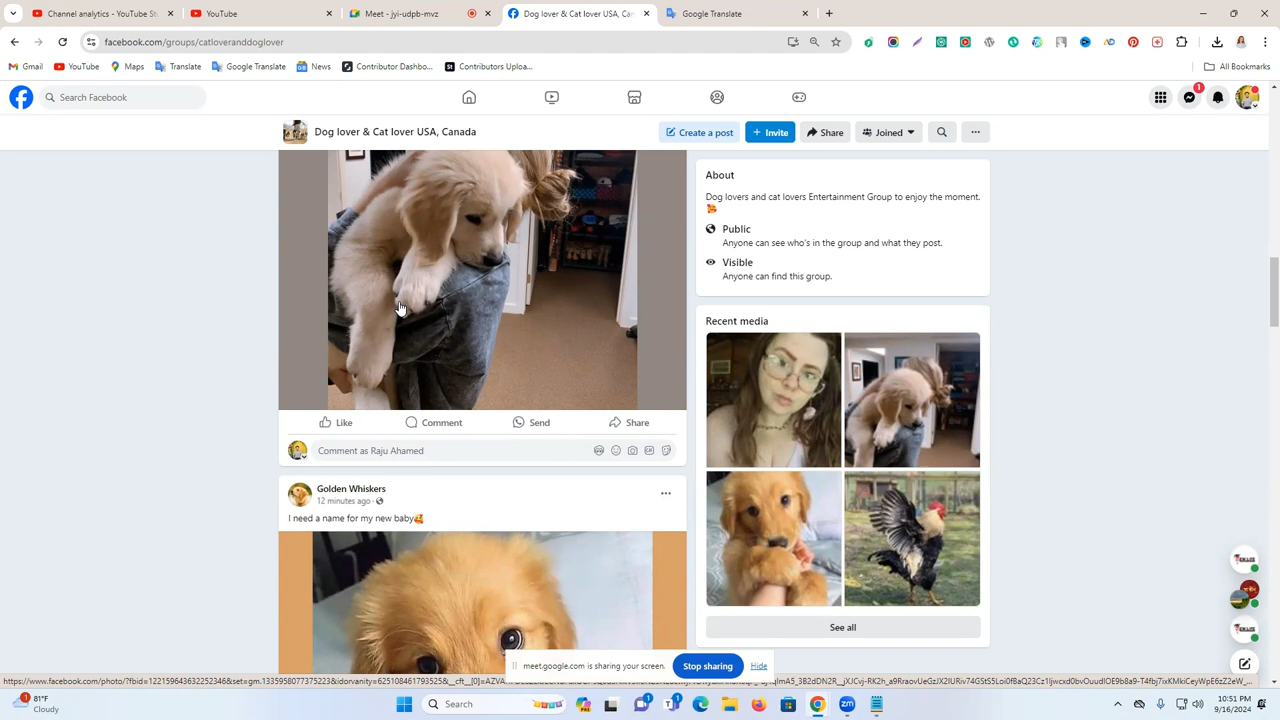 Channel analytics - YouTube St
YouTube
Meet - jyi-udpb-mvz
Dog lover & Cat lover USA, Can
Google Translate
facebook.com/groups/catloveranddoglover
Gmail
YouTube
Maps
Translate
Google Translate
News
Contributor Dashbo...
Contributors Uploa...
All Bookmarks
Search Facebook
1
Dog lover & Cat lover USA, Canada
Create a post
Invite
Share
Joined
About
Dog lovers and cat lovers Entertainment Group to enjoy the moment.
Public
Anyone can see who's in the group and what they post.
Visible
Anyone can find this group.
Recent media
Like
Comment
Send
Share
Comment as Raju Ahamed
Golden Whiskers
12 minutes ago ·
I need a name for my new baby
See all
meet.google.com is sharing your screen.
Stop sharing
Hide
81°F
Cloudy
Search
10:51 PM
9/16/2024